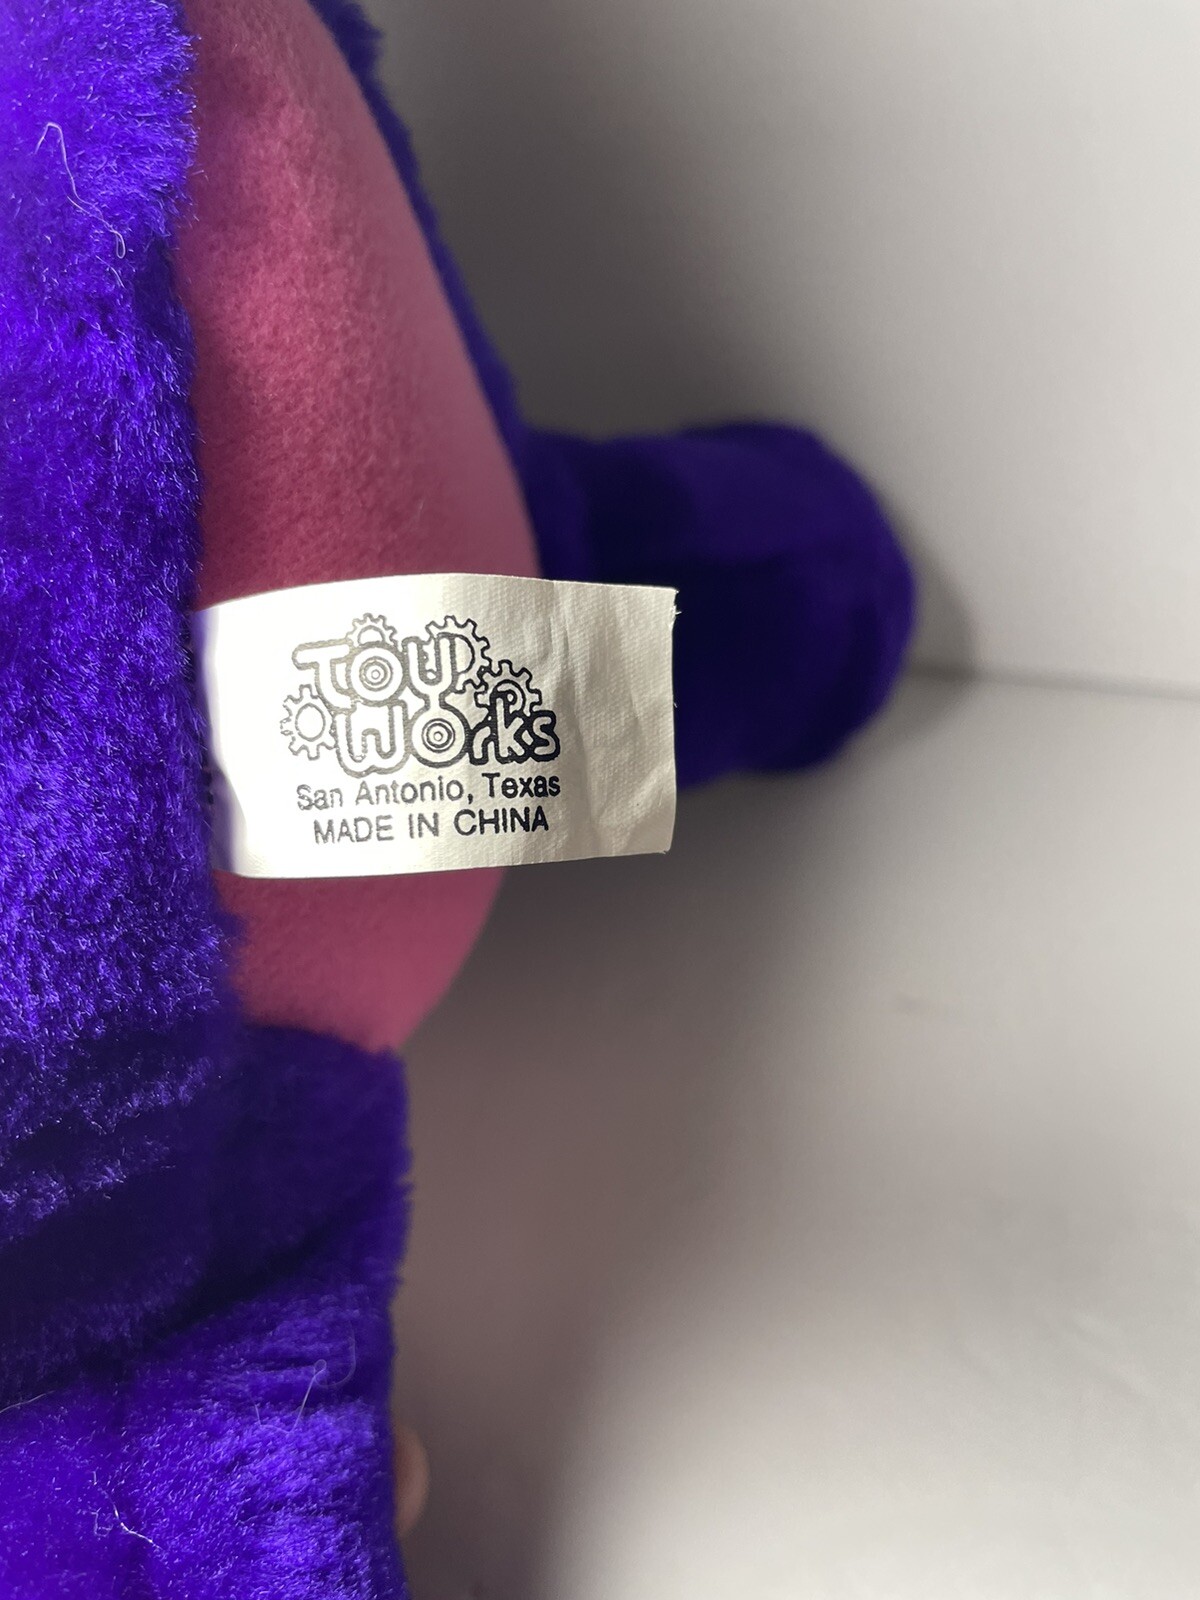 Toy
Works
San Antonio, Texas
MADE IN CHINA